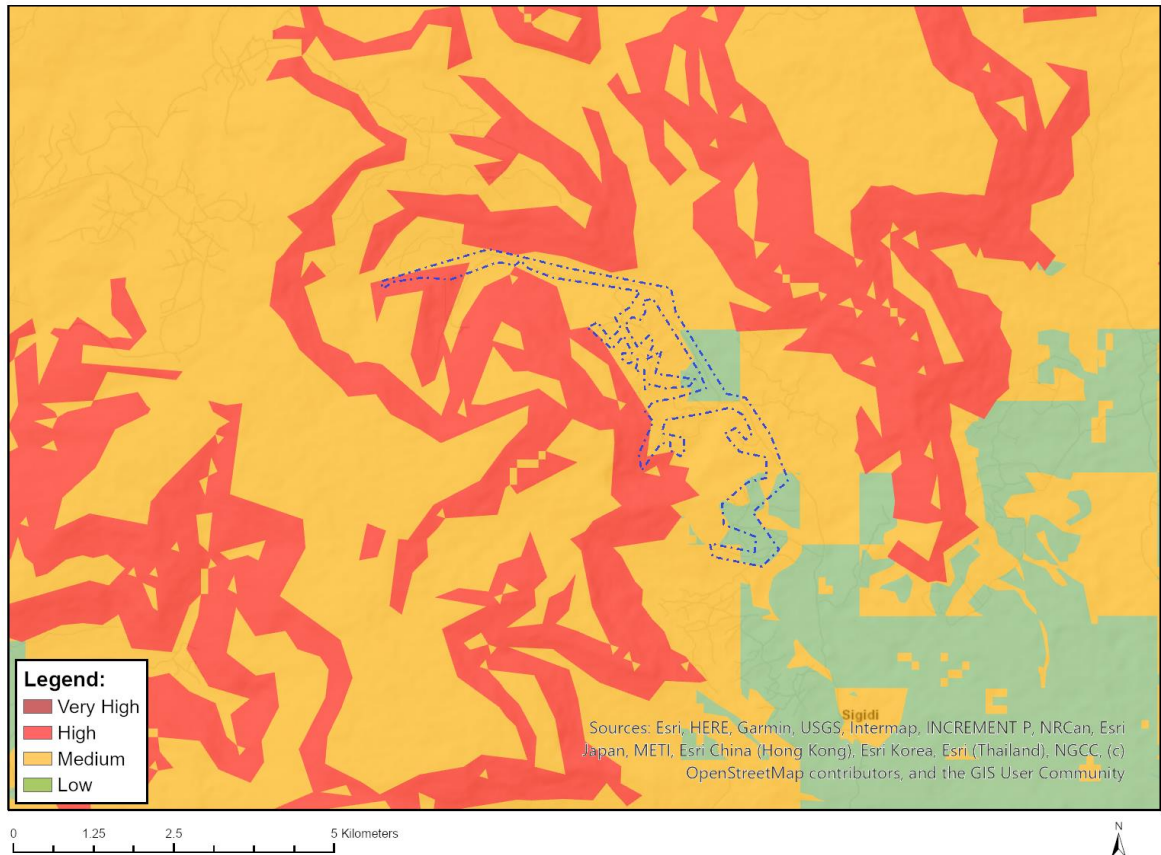 Legend:
Very High
High
Medium
Low
Sigidi
Sources: Esri, HERE, Garmin, USGS, Intermap, INCREMENT P, NRCan, Esri
Japan, METI, Esri China (Hong Kong), Esri Korea, Esri (Thailand), NGCC, (c)
OpenStreetMap contributors, and the GIS User Community
0 1.25 2.5 5 Kilometers
N